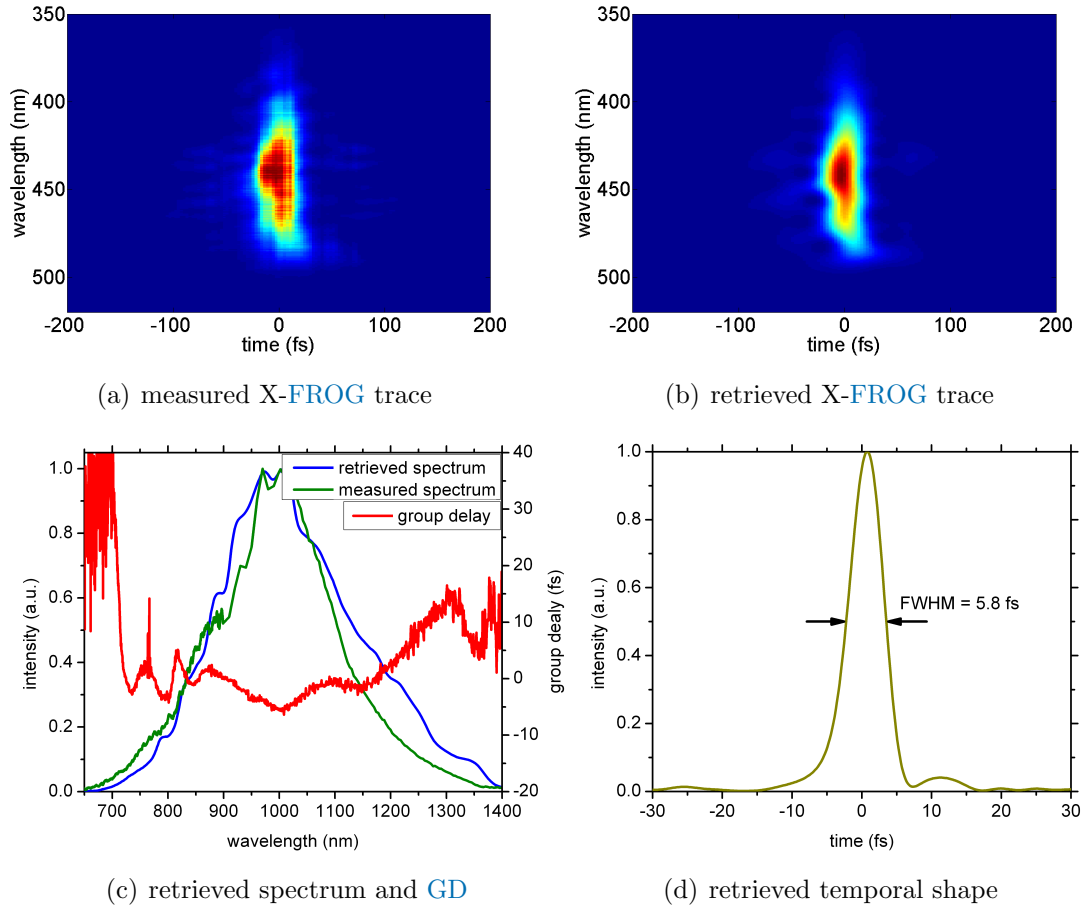 350
400
450
500
wavelength (nm)
-200 -100 0 100 200
time (fs)
(a) measured X-FROG trace
350
400
450
500
wavelength (nm)
-200 -100 0 100 200
time (fs)
(b) retrieved X-FROG trace
1.0
0.8
0.6
0.4
0.2
0.0
intensity (a.u.)
retrieved spectrum
measured spectrum
group delay
40
30
20
10
0
-10
-20
group dealy (fs)
700 800 900 1000 1100 1200 1300 1400
wavelength (nm)
(c) retrieved spectrum and GD
1.0
0.8
0.6
0.4
0.2
0.0
intensity (a.u.)
FWHM = 5.8 fs
-30 -20 -10 0 10 20 30
time (fs)
(d) retrieved temporal shape